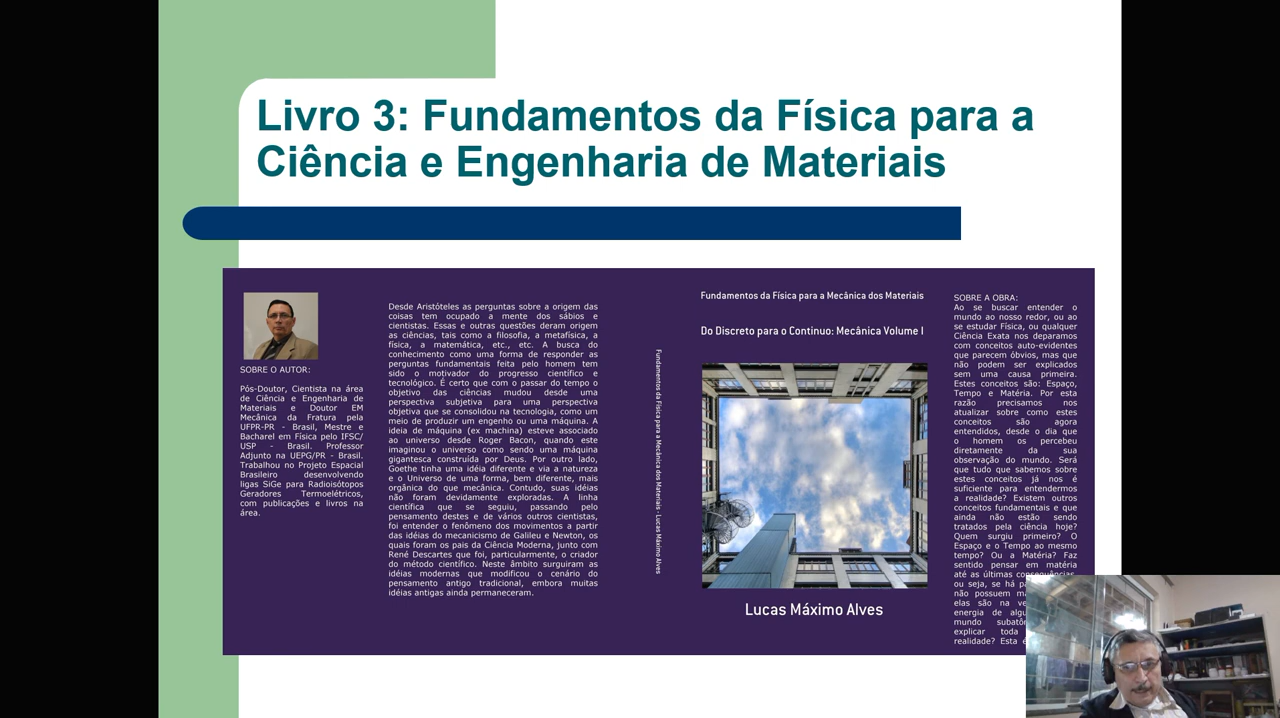 Livro 3: Fundamentos da Física para a
Ciência e Engenharia de Materiais
SOBRE O AUTOR:
Pós-Doutor, Cientista na área
de Ciência e Engenharia de
Materiais e Doutor EM
Mecânica da Fratura pela
UFPR-PR - Brasil, Mestre e
Bacharel em Física pelo IFSC/
USP - Brasil. Professor
Adjunto na UEPG/PR - Brasil.
Trabalhou no Projeto Espacial
Brasileiro desenvolvendo
ligas SiGe para Radioisótopos
Geradores Termoelétricos,
com publicações e livros na
área.
Desde Aristóteles as perguntas sobre a origem das
coisas tem ocupado a mente dos sábios e
cientistas. Essas e outras questões deram origem
as ciências, tais como a filosofia, a metafísica, a
física, a matemática, etc., etc. A busca do
conhecimento como uma forma de responder as
perguntas fundamentais feita pelo homem tem
sido o motivador do progresso científico e
tecnológico. É certo que com o passar do tempo o
objetivo das ciências mudou desde uma
perspectiva subjetiva para uma perspectiva
objetiva que se consolidou na tecnologia, como um
meio de produzir um engenho ou uma máquina. A
ideia de máquina (ex machina) esteve associado
ao universo desde Roger Bacon, quando este
imaginou o universo como sendo uma máquina
gigantesca construída por Deus. Por outro lado,
Goethe tinha uma idéia diferente e via a natureza
e o Universo de uma forma, bem diferente, mais
orgânica do que mecânica. Contudo, suas idéias
não foram devidamente exploradas. A linha
científica que se seguiu, passando pelo
pensamento destes e de vários outros cientistas,
foi entender o fenômeno dos movimentos a partir
das idéias do mecanicismo de Galileu e Newton, os
quais foram os pais da Ciência Moderna, junto com
René Descartes que foi, particularmente, o criador
do método científico. Neste âmbito surguiram as
idéias modernas que modificou o cenário do
pensamento antigo tradicional, embora muitas
idéias antigas ainda permaneceram.
Fundamentos da Física para a Mecânica dos Materiais - Lucas Máximo Alves
Fundamentos da Física para a Mecânica dos Materiais
Do Discreto para o Contínuo: Mecânica Volume I
Lucas Máximo Alves
SOBRE A OBRA:
Ao se buscar entender o
mundo ao nosso redor, ou ao
se estudar Física, ou qualquer
Ciência Exata nos deparamos
com conceitos auto-evidentes
que parecem óbvios, mas que
não podem ser explicados
sem uma causa primeira.
Estes conceitos são: Espaço,
Tempo e Matéria. Por esta
razão precisamos nos
atualizar sobre como estes
conceitos são agora
entendidos, desde o dia que
o homem os percebeu
diretamente da sua
observação do mundo. Será
que tudo que sabemos sobre
estes conceitos já nos é
suficiente para entendermos
a realidade? Existem outros
conceitos fundamentais e que
ainda não estão sendo
tratados pela ciência hoje?
Quem surgiu primeiro? O
Espaço e o Tempo ao mesmo
tempo? Ou a Matéria? Faz
sentido pensar em matéria
até as últimas consequências,
ou seja, se há
não possuem
elas são na
energia de
mundo
explicar toda
realidade? Esta